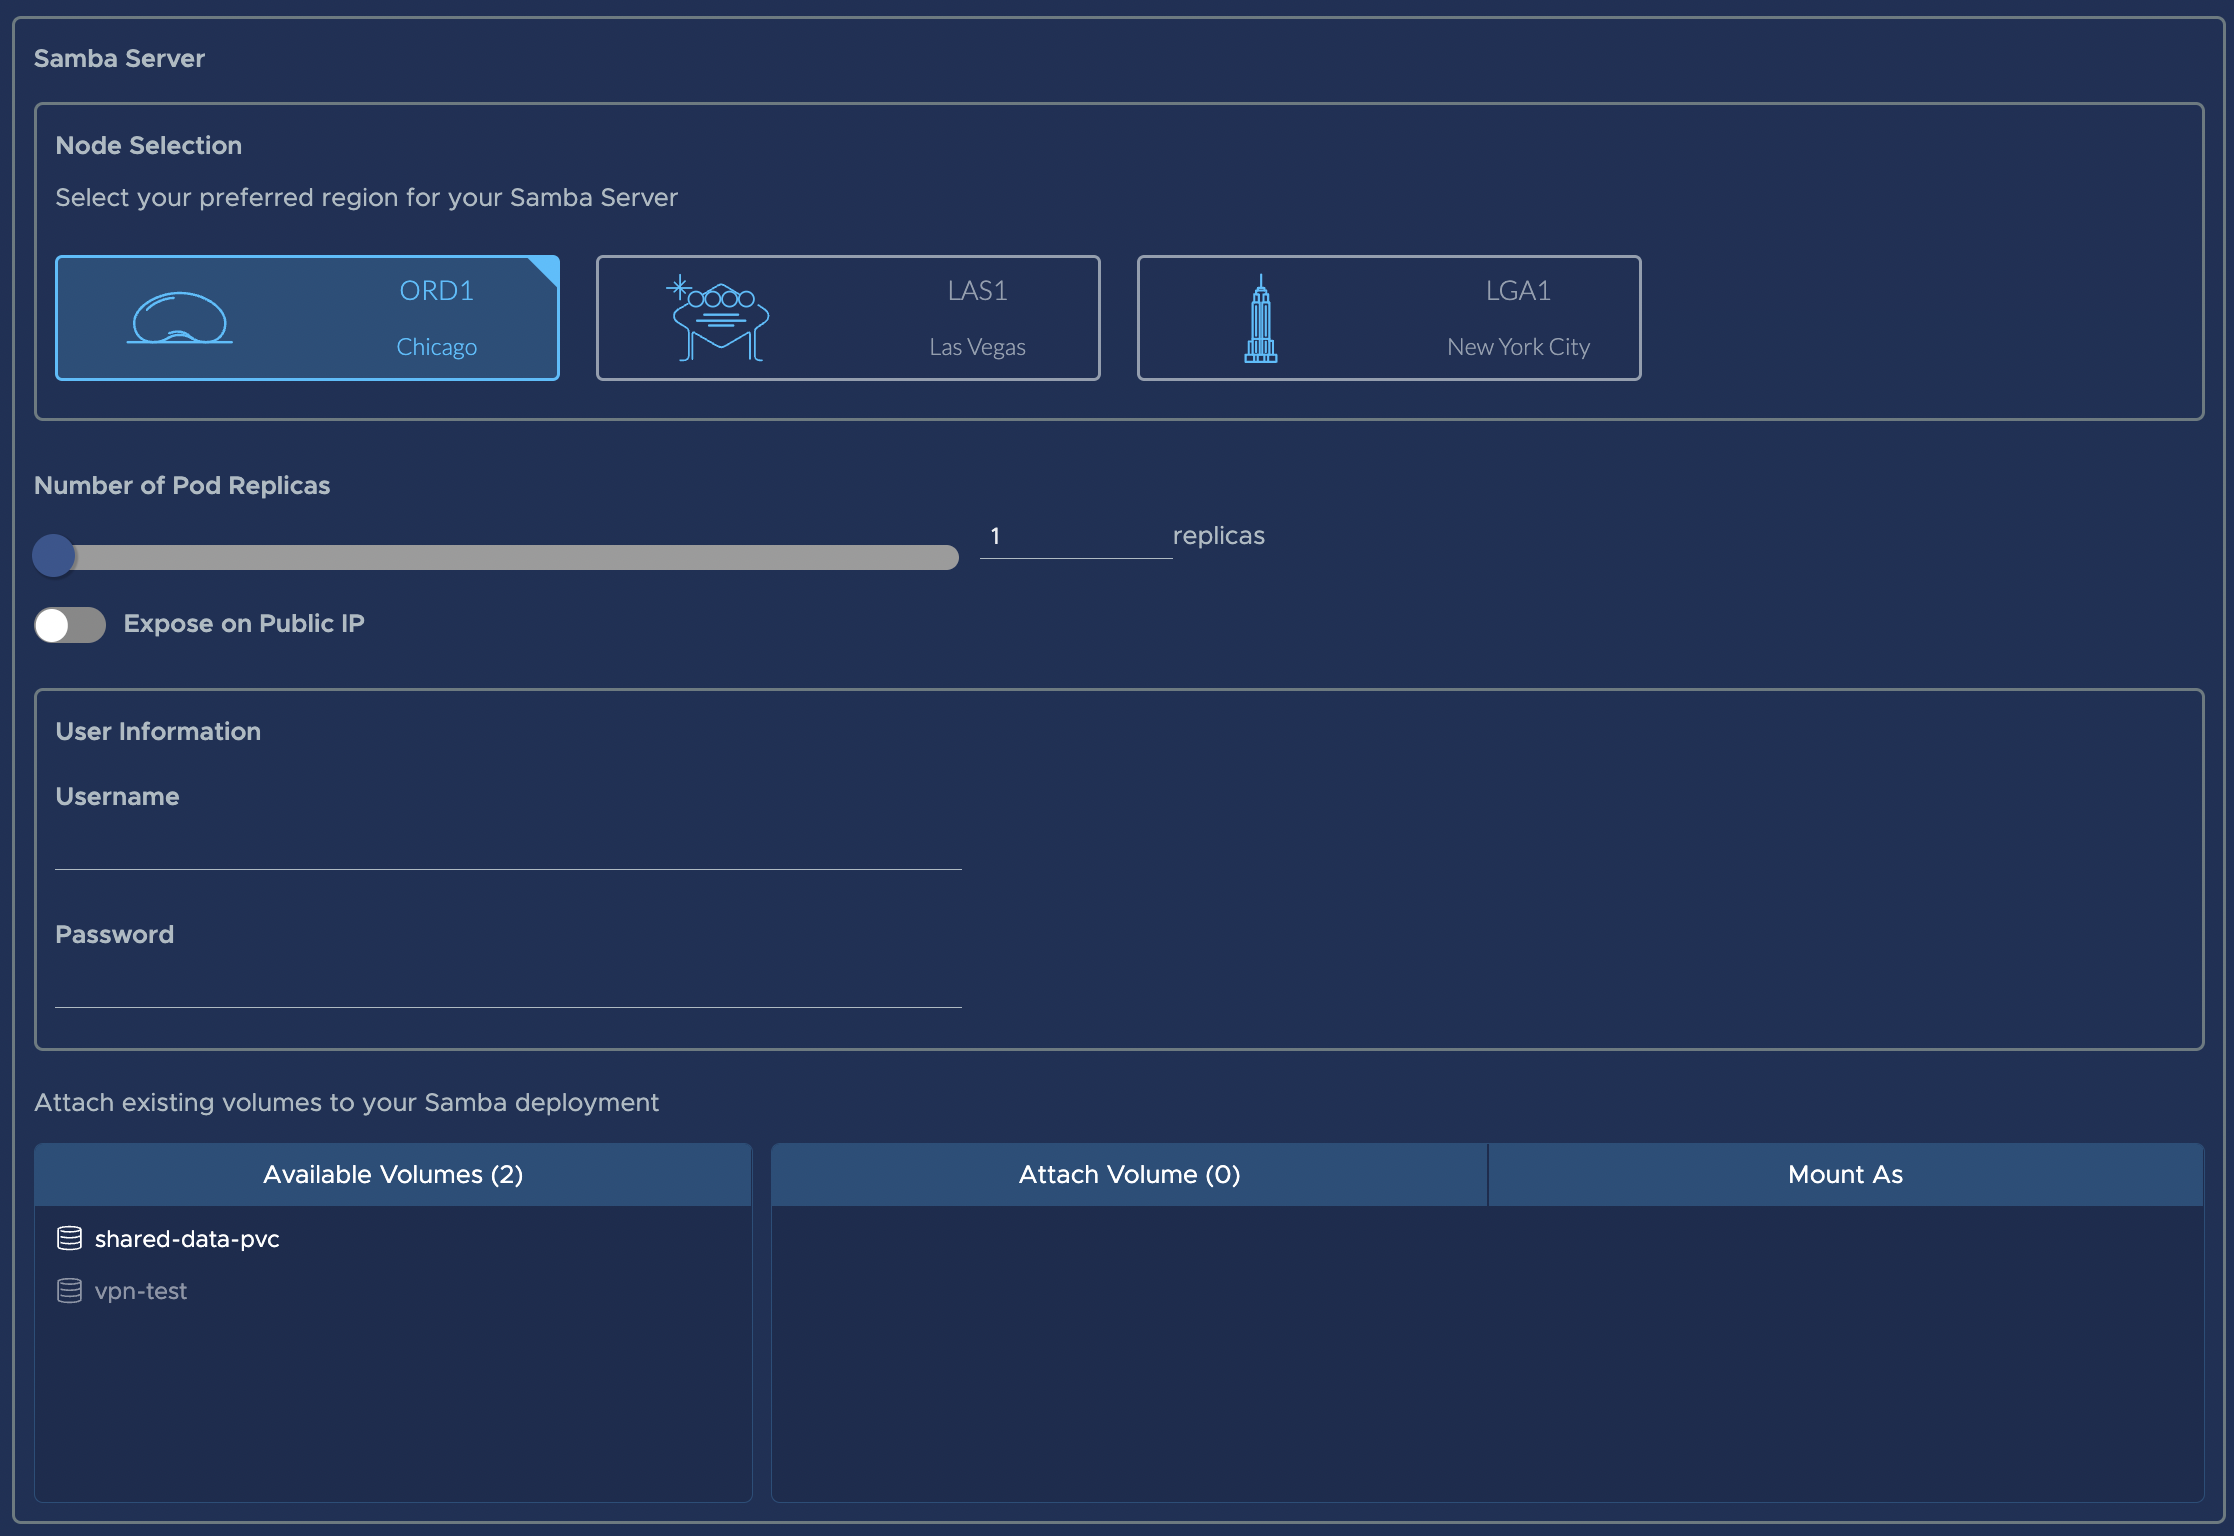 Samba Server
Node Selection
Select your preferred region for your Samba Server
ORD1
Chicago
LAS1
Las Vegas
LGA1
New York City
Number of Pod Replicas
1 replicas
Expose on Public IP
User Information
Username
Password
Attach existing volumes to your Samba deployment
Available Volumes (2)
Attach Volume (0)
Mount As
shared-data-pvc
vpn-test